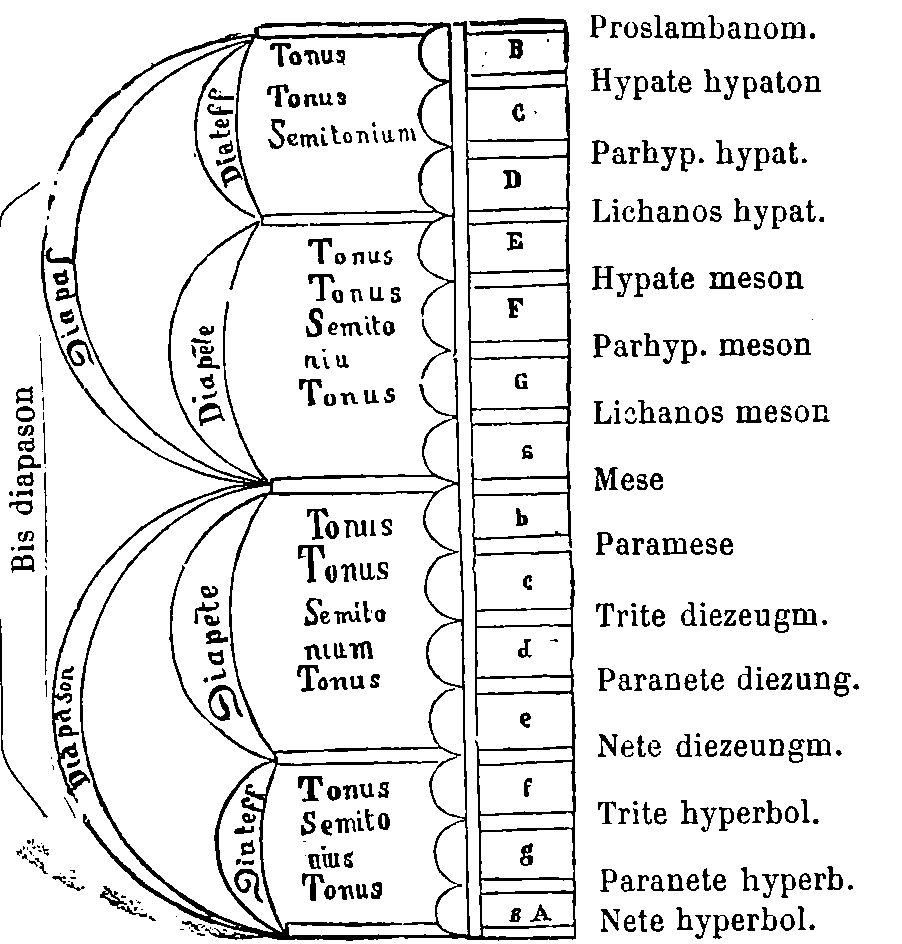 Proslambanom.
Tonus
B
Hypate hypaton
Tonus
C
Semitonium
Diateff
Parhyp. hypat.
D
Lichanos hypat.
Tonus
E
Hypate meson
Tonus
F
Semito
niu
Tonus
Diapēte
Diapas
Parhyp. meson
G
Lichanos meson
a
Mese
Bis diapason
Tonus
b
Paramese
Tonus
c
Semito
nium
Tonus
Diapēte
Trite diezeugm.
d
Paranete diezung.
e
Nete diezeungm.
Diapason
Tonus
f
Semito
nius
Tonus
Diateff
Trite hyperbol.
g
Paranete hyperb.
A
Nete hyperbol.